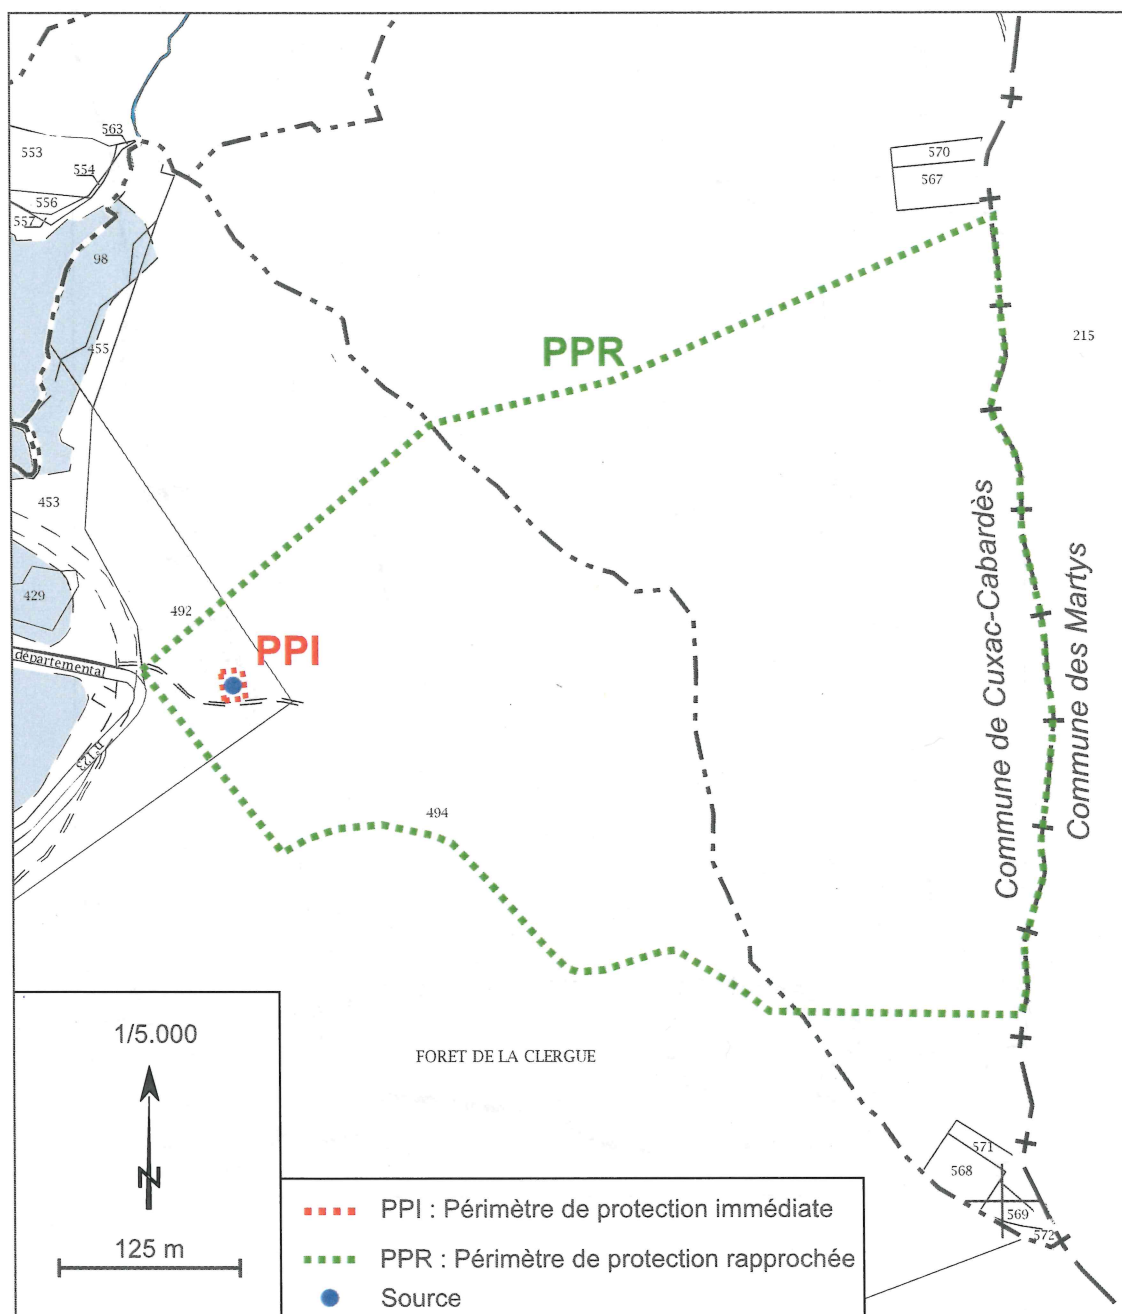 563
553
554
556
557
98
570
567
455
PPR
215
453
429
492
PPI
départemental
D.123
494
Commune de Cuxac-Cabardès
Commune des Martys
FORET DE LA CLERGUE
571
568
569
572
1/5.000
N
125 m
PPI : Périmètre de protection immédiate
PPR : Périmètre de protection rapprochée
Source